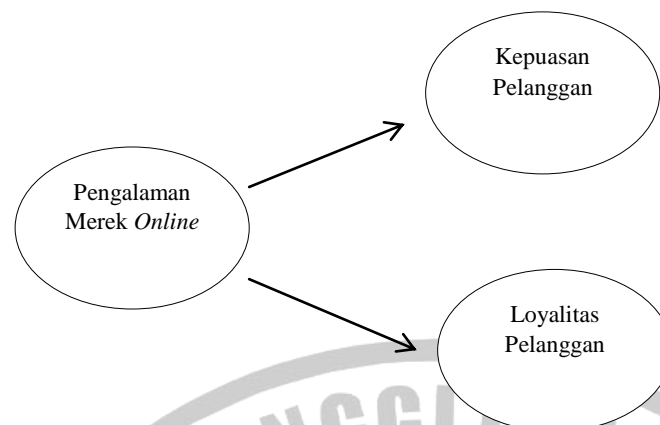 Kepuasan
Pelanggan
Pengalaman
Merek Online
Loyalitas
Pelanggan